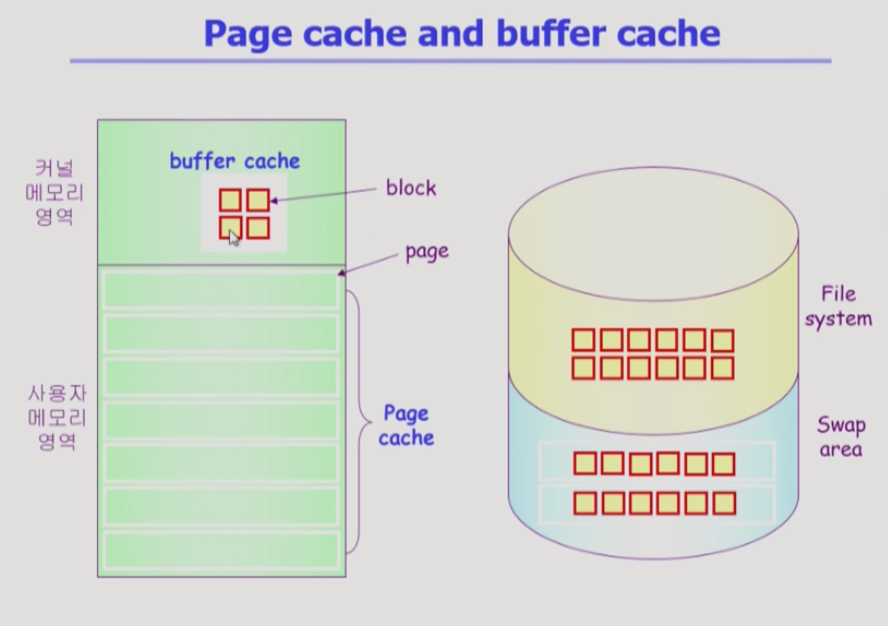 Page cache and buffer cache
커널
메모리
영역
buffer cache
block
page
사용자
메모리
영역
Page
cache
File
system
Swap
area